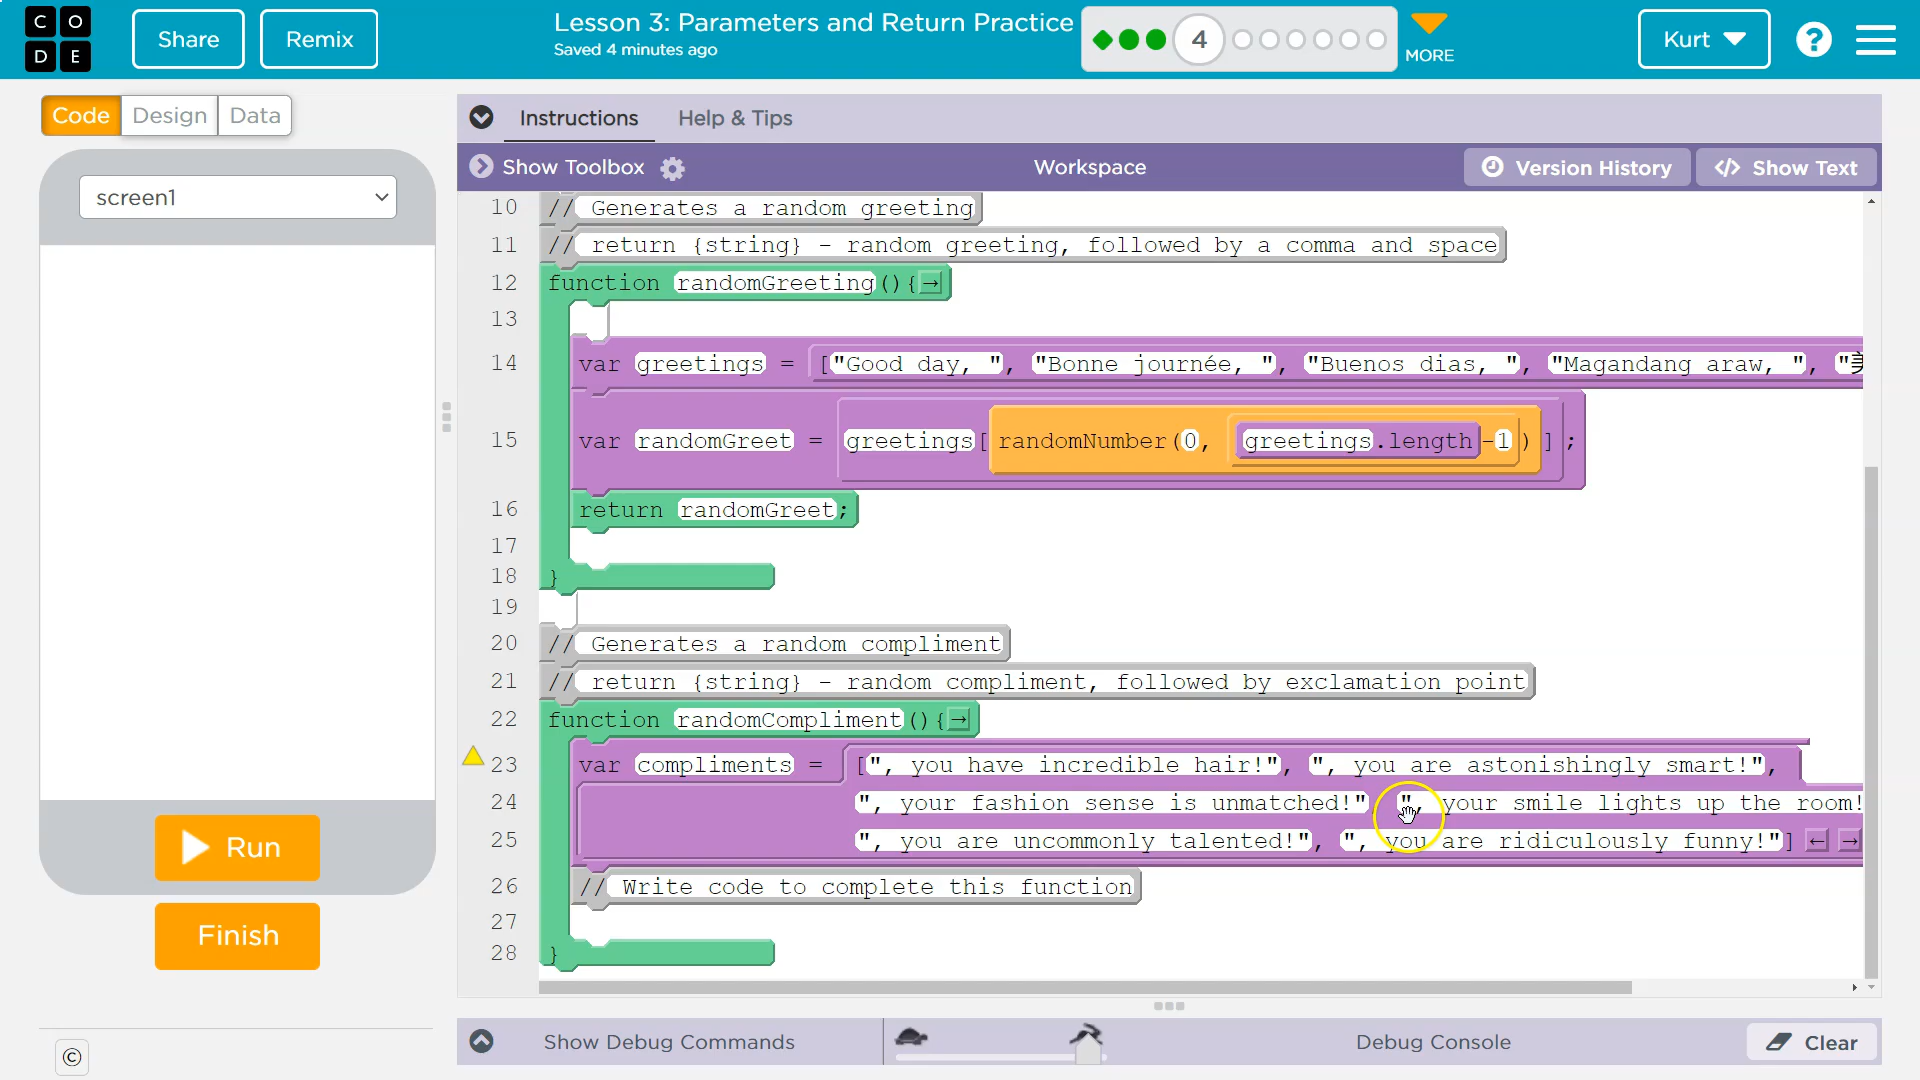 CO
DE
Share
Remix
Lesson 3: Parameters and Return Practice
Saved 4 minutes ago
4
MORE
Kurt
?
Code
Design
Data
screen1
Run
Finish
©
Instructions
Help & Tips
Show Toolbox
Workspace
Version History
</> Show Text
10 // Generates a random greeting
11 // return {string} - random greeting, followed by a comma and space
12 function randomGreeting(){→
13
14 var greetings = ["Good day, ", "Bonne journée, ", "Buenos dias, ", "Magandang araw, ", "美
15 var randomGreet = greetings[randomNumber(0, greetings.length-1)];
16 return randomGreet;
17
18 }
19
20 // Generates a random compliment
21 // return {string} - random compliment, followed by exclamation point
22 function randomCompliment(){→
23 var compliments = [", you have incredible hair!", ", you are astonishingly smart!",
24 ", your fashion sense is unmatched!" ", your smile lights up the room!
25 ", you are uncommonly talented!", ", you are ridiculously funny!"] ← →
26 // Write code to complete this function
27
28 }
Show Debug Commands
Debug Console
Clear